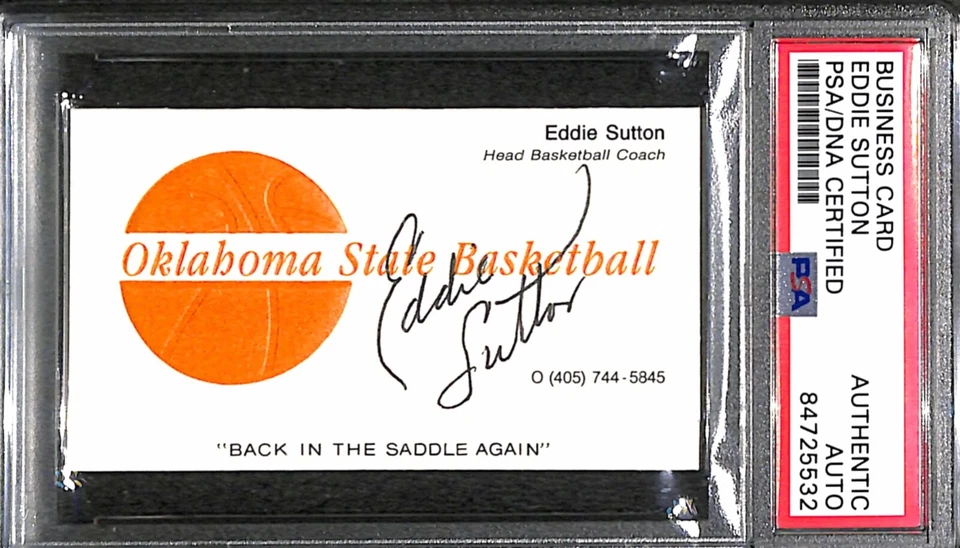 Eddie Sutton
Head Basketball Coach
Oklahoma State Basketball
Eddie
Sutton
O (405) 744-5845
"BACK IN THE SADDLE AGAIN"
BUSINESS CARD
EDDIE SUTTON
PSA/DNA CERTIFIED
PSA
AUTHENTIC
AUTO
84725532